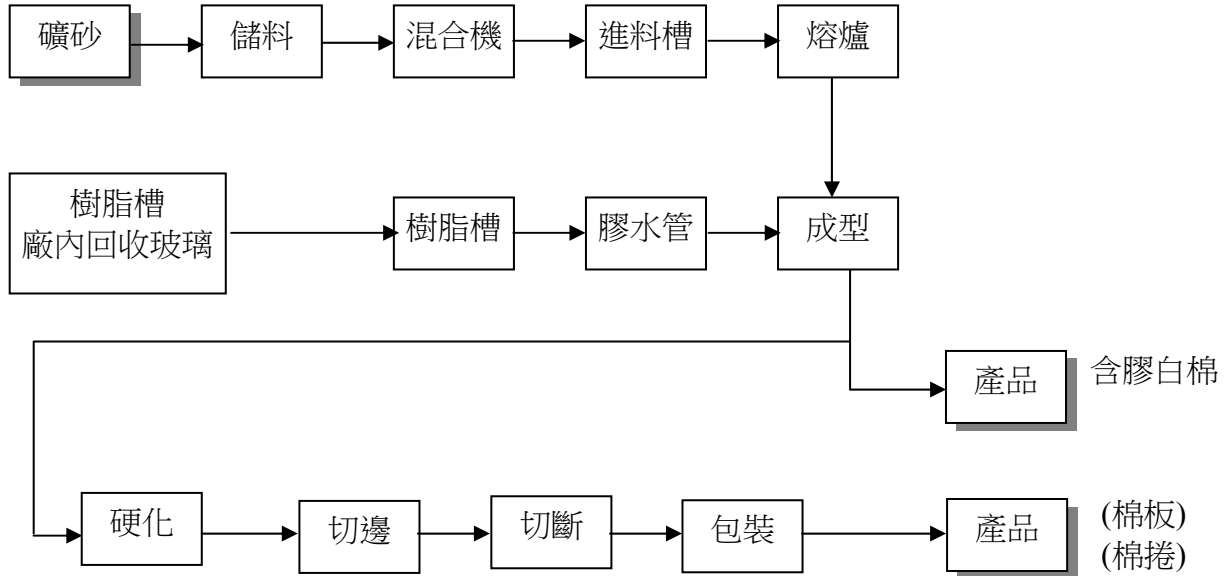 礦砂
儲料
混合機
進料槽
熔爐
樹脂槽
廠內回收玻璃
樹脂槽
膠水管
成型
產品
含膠白棉
硬化
切邊
切斷
包裝
產品
(棉板)
(棉捲)